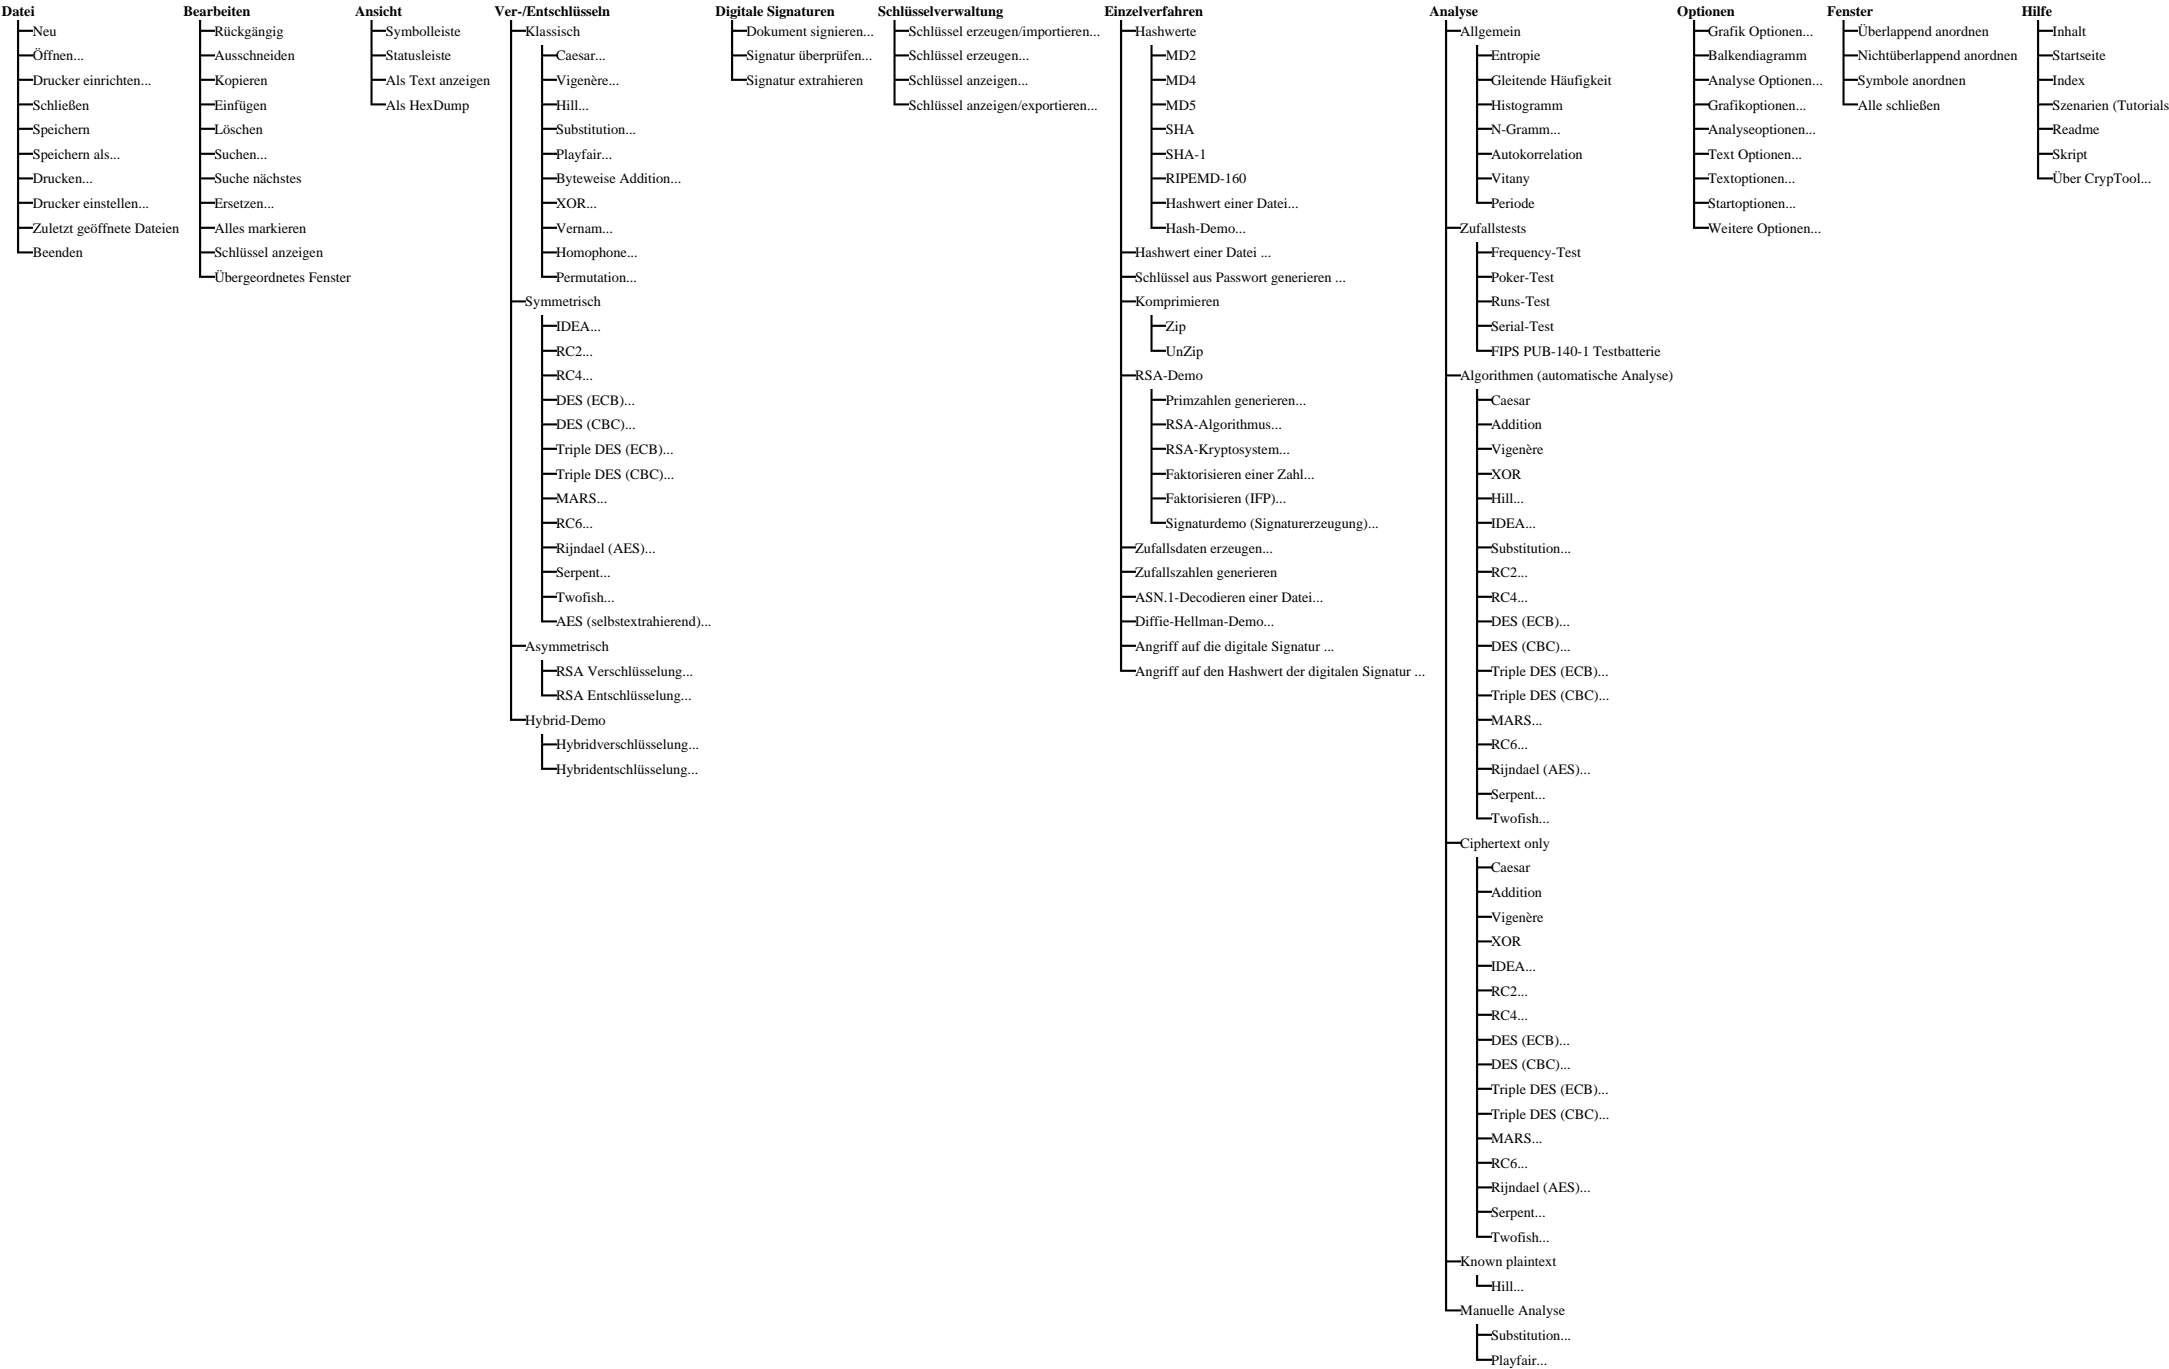 Datei
Neu
Öffnen...
Drucker einrichten...
Schließen
Speichern
Speichern als...
Drucken...
Drucker einstellen...
Zuletzt geöffnete Dateien
Beenden
Bearbeiten
Rückgängig
Ausschneiden
Kopieren
Einfügen
Löschen
Suchen...
Suche nächstes
Ersetzen...
Alles markieren
Schlüssel anzeigen
Übergeordnetes Fenster
Ansicht
Symbolleiste
Statusleiste
Als Text anzeigen
Als HexDump
Ver-/Entschlüsseln
Klassisch
Caesar...
Vigenère...
Hill...
Substitution...
Playfair...
Byteweise Addition...
XOR...
Vernam...
Homophone...
Permutation...
Symmetrisch
IDEA...
RC2...
RC4...
DES (ECB)...
DES (CBC)...
Triple DES (ECB)...
Triple DES (CBC)...
MARS...
RC6...
Rijndael (AES)...
Serpent...
Twofish...
AES (selbstextrahierend)...
Asymmetrisch
RSA Verschlüsselung...
RSA Entschlüsselung...
Hybrid-Demo
Hybridverschlüsselung...
Hybridentschlüsselung...
Digitale Signaturen
Dokument signieren...
Signatur überprüfen...
Signatur extrahieren
Schlüsselverwaltung
Schlüssel erzeugen/importieren...
Schlüssel erzeugen...
Schlüssel anzeigen...
Schlüssel anzeigen/exportieren...
Einzelverfahren
Hashwerte
MD2
MD4
MD5
SHA
SHA-1
RIPEMD-160
Hashwert einer Datei...
Hash-Demo...
Hashwert einer Datei ...
Schlüssel aus Passwort generieren ...
Komprimieren
Zip
UnZip
RSA-Demo
Primzahlen generieren...
RSA-Algorithmus...
RSA-Kryptosystem...
Faktorisieren einer Zahl...
Faktorisieren (IFP)...
Signaturdemo (Signaturerzeugung)...
Zufallsdaten erzeugen...
Zufallszahlen generieren
ASN.1-Decodieren einer Datei...
Diffie-Hellman-Demo...
Angriff auf die digitale Signatur ...
Angriff auf den Hashwert der digitalen Signatur ...
Analyse
Allgemein
Entropie
Gleitende Häufigkeit
Histogramm
N-Gramm...
Autokorrelation
Vitany
Periode
Zufallstests
Frequency-Test
Poker-Test
Runs-Test
Serial-Test
FIPS PUB-140-1 Testbatterie
Algorithmen (automatische Analyse)
Caesar
Addition
Vigenère
XOR
Hill...
IDEA...
Substitution...
RC2...
RC4...
DES (ECB)...
DES (CBC)...
Triple DES (ECB)...
Triple DES (CBC)...
MARS...
RC6...
Rijndael (AES)...
Serpent...
Twofish...
Ciphertext only
Caesar
Addition
Vigenère
XOR
IDEA...
RC2...
RC4...
DES (ECB)...
DES (CBC)...
Triple DES (ECB)...
Triple DES (CBC)...
MARS...
RC6...
Rijndael (AES)...
Serpent...
Twofish...
Known plaintext
Hill...
Manuelle Analyse
Substitution...
Playfair...
Optionen
Grafik Optionen...
Balkendiagramm
Analyse Optionen...
Grafikoptionen...
Analyseoptionen...
Text Optionen...
Textoptionen...
Startoptionen...
Weitere Optionen...
Fenster
Überlappend anordnen
Nichtüberlappend anordnen
Symbole anordnen
Alle schließen
Hilfe
Inhalt
Startseite
Index
Szenarien (Tutorials
Readme
Skript
Über CrypTool...